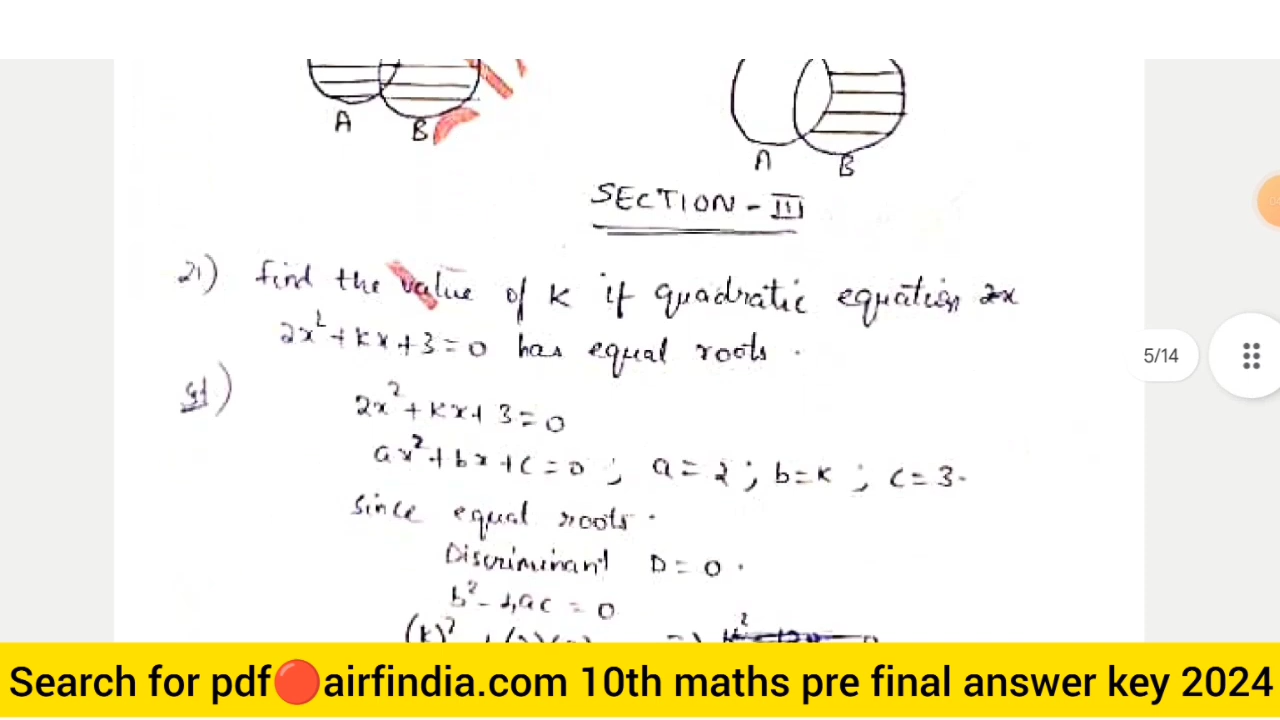 A
B
A
B
SECTION - III
21) find the value of K if quadratic equation 2x
2x² + Kx + 3 = 0 has equal roots.
2x² + Kx + 3 = 0
ax² + bx + c = 0 ; a = 2 ; b = K ; c = 3.
Since equal roots.
Discriminant D = 0.
b² - 4ac = 0
(K)²
5/14
Search for pdf🔴airfindia.com 10th maths pre final answer key 2024